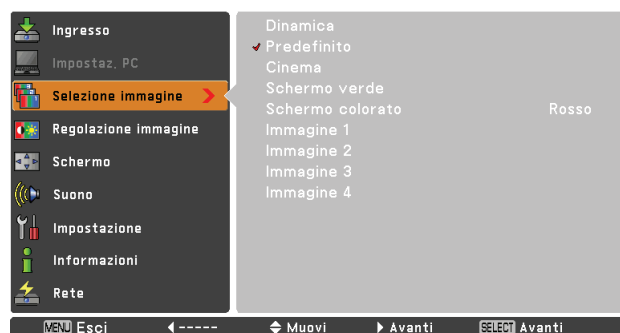 Ingresso
Impostaz. PC
Selezione immagine
Regolazione immagine
Schermo
Suono
Impostazione
Informazioni
Rete
Dinamica
Predefinito
Cinema
Schermo verde
Schermo colorato Rosso
Immagine 1
Immagine 2
Immagine 3
Immagine 4
MENU Esci ----- Muovi Avanti SELECT Avanti